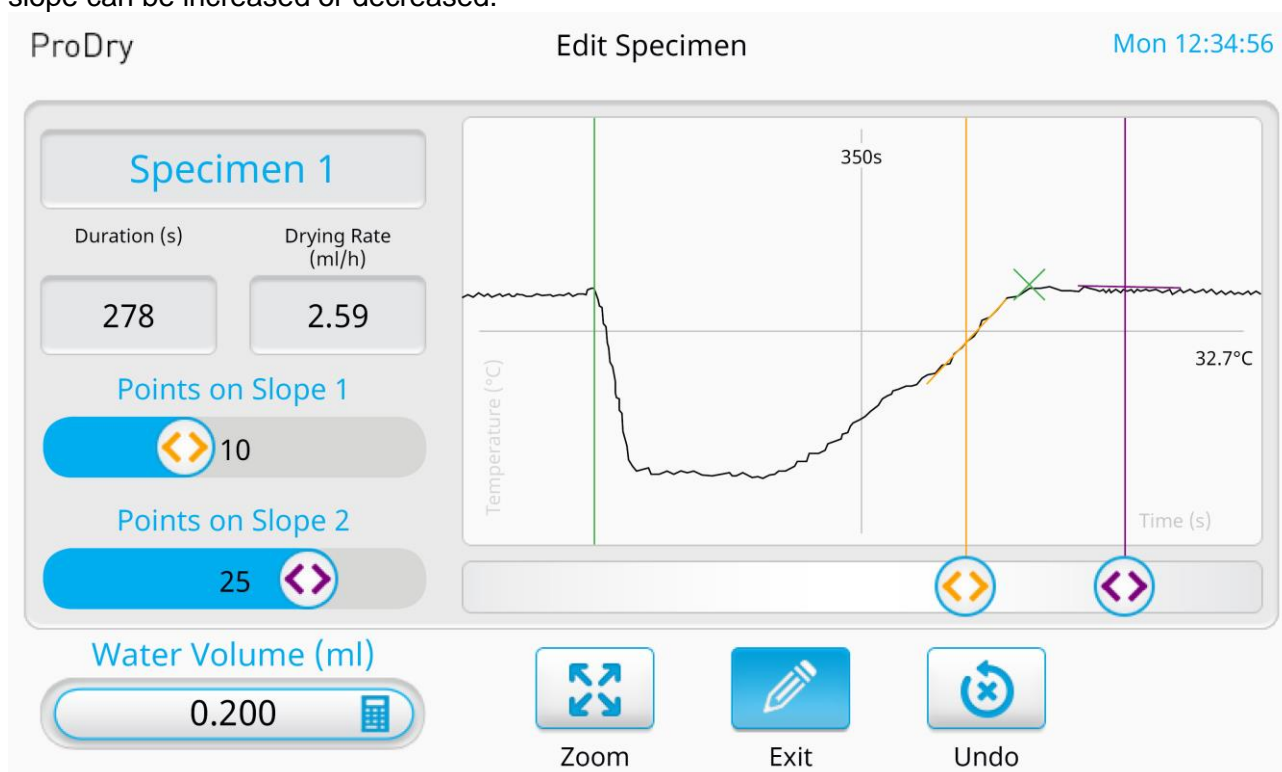 slope can be increased or decreased.
ProDry
Edit Specimen
Mon 12:34:56
Specimen 1
Duration (s)
Drying Rate
(ml/h)
278
2.59
Points on Slope 1
10
Points on Slope 2
25
Water Volume (ml)
0.200
350s
32.7°C
Temperature (°C)
Time (s)
Zoom
Exit
Undo